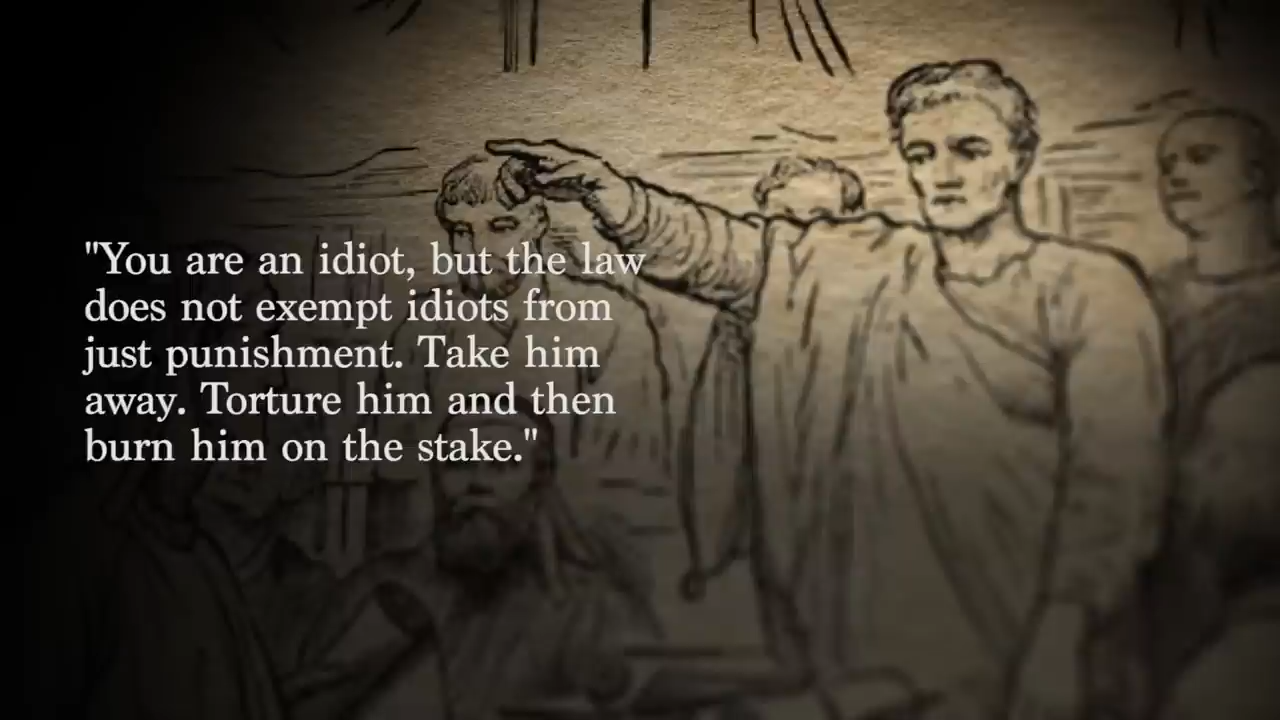 "You are an idiot, but the law
does not exempt idiots from
just punishment. Take him
away. Torture him and then
burn him on the stake."